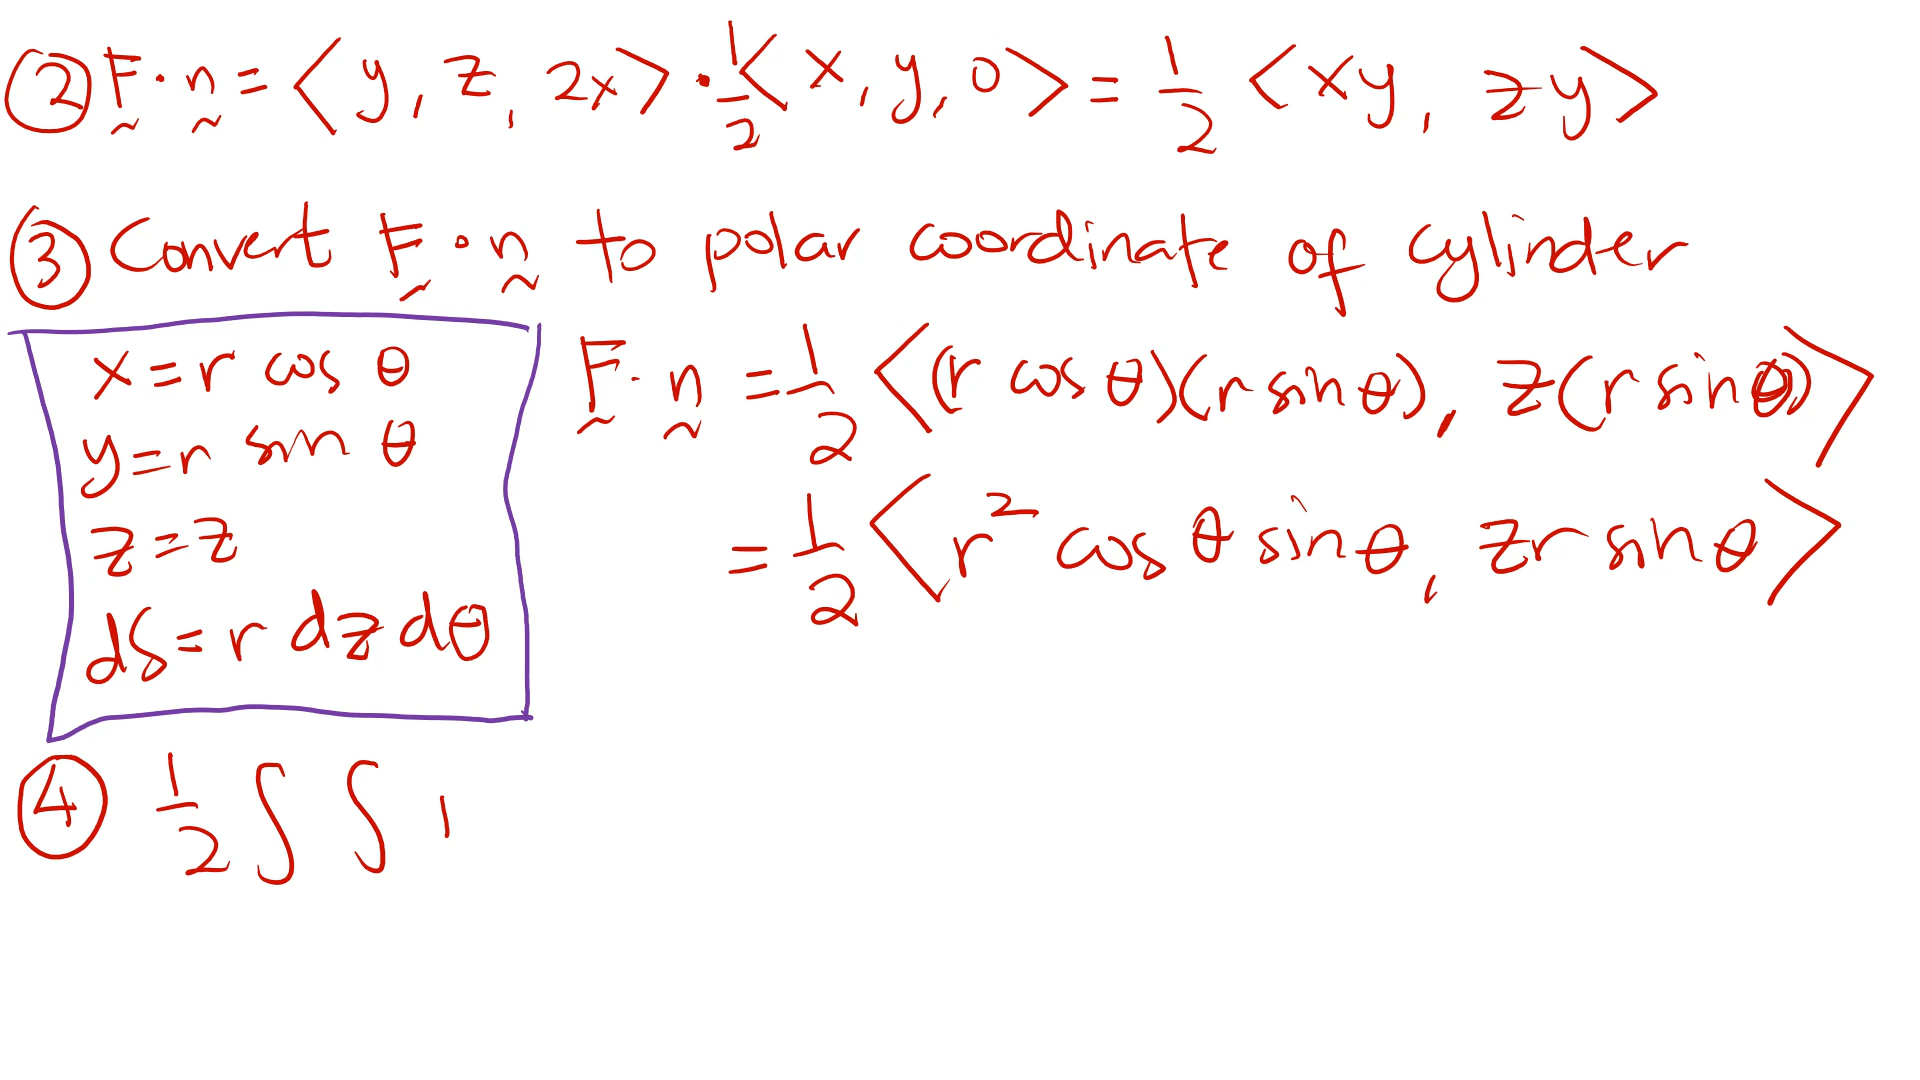 ② F · n = < y, z, 2x > · 1/2 < x, y, 0 > = 1/2 < xy, zy >
③ Convert F · n to polar coordinate of cylinder
x = r cos θ
y = r sin θ
z = z
dS = r dz dθ
F · n = 1/2 < (r cos θ)(r sin θ), z(r sin θ) >
= 1/2 < r² cos θ sin θ, zr sin θ >
④ 1/2 ∫ ∫ ı